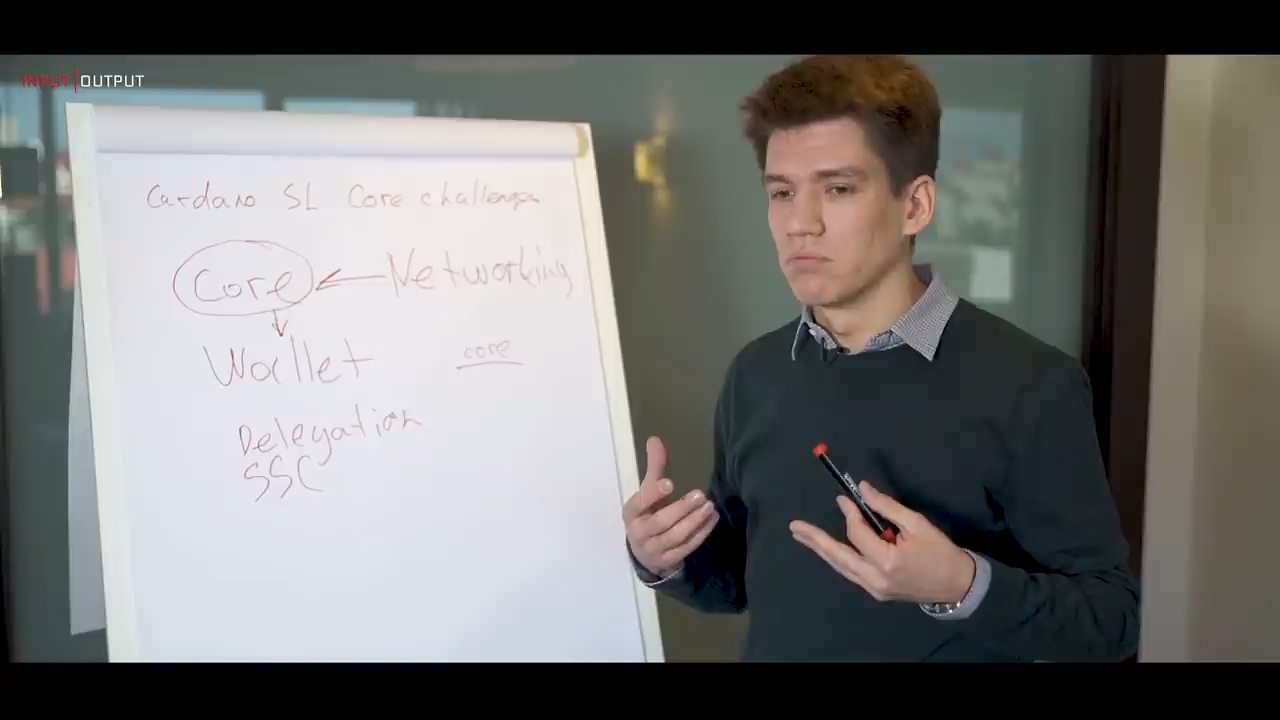 INPUT|OUTPUT
Cardano SL Core challenges
Core ← Networking
Wallet
core
Delegation
SSC